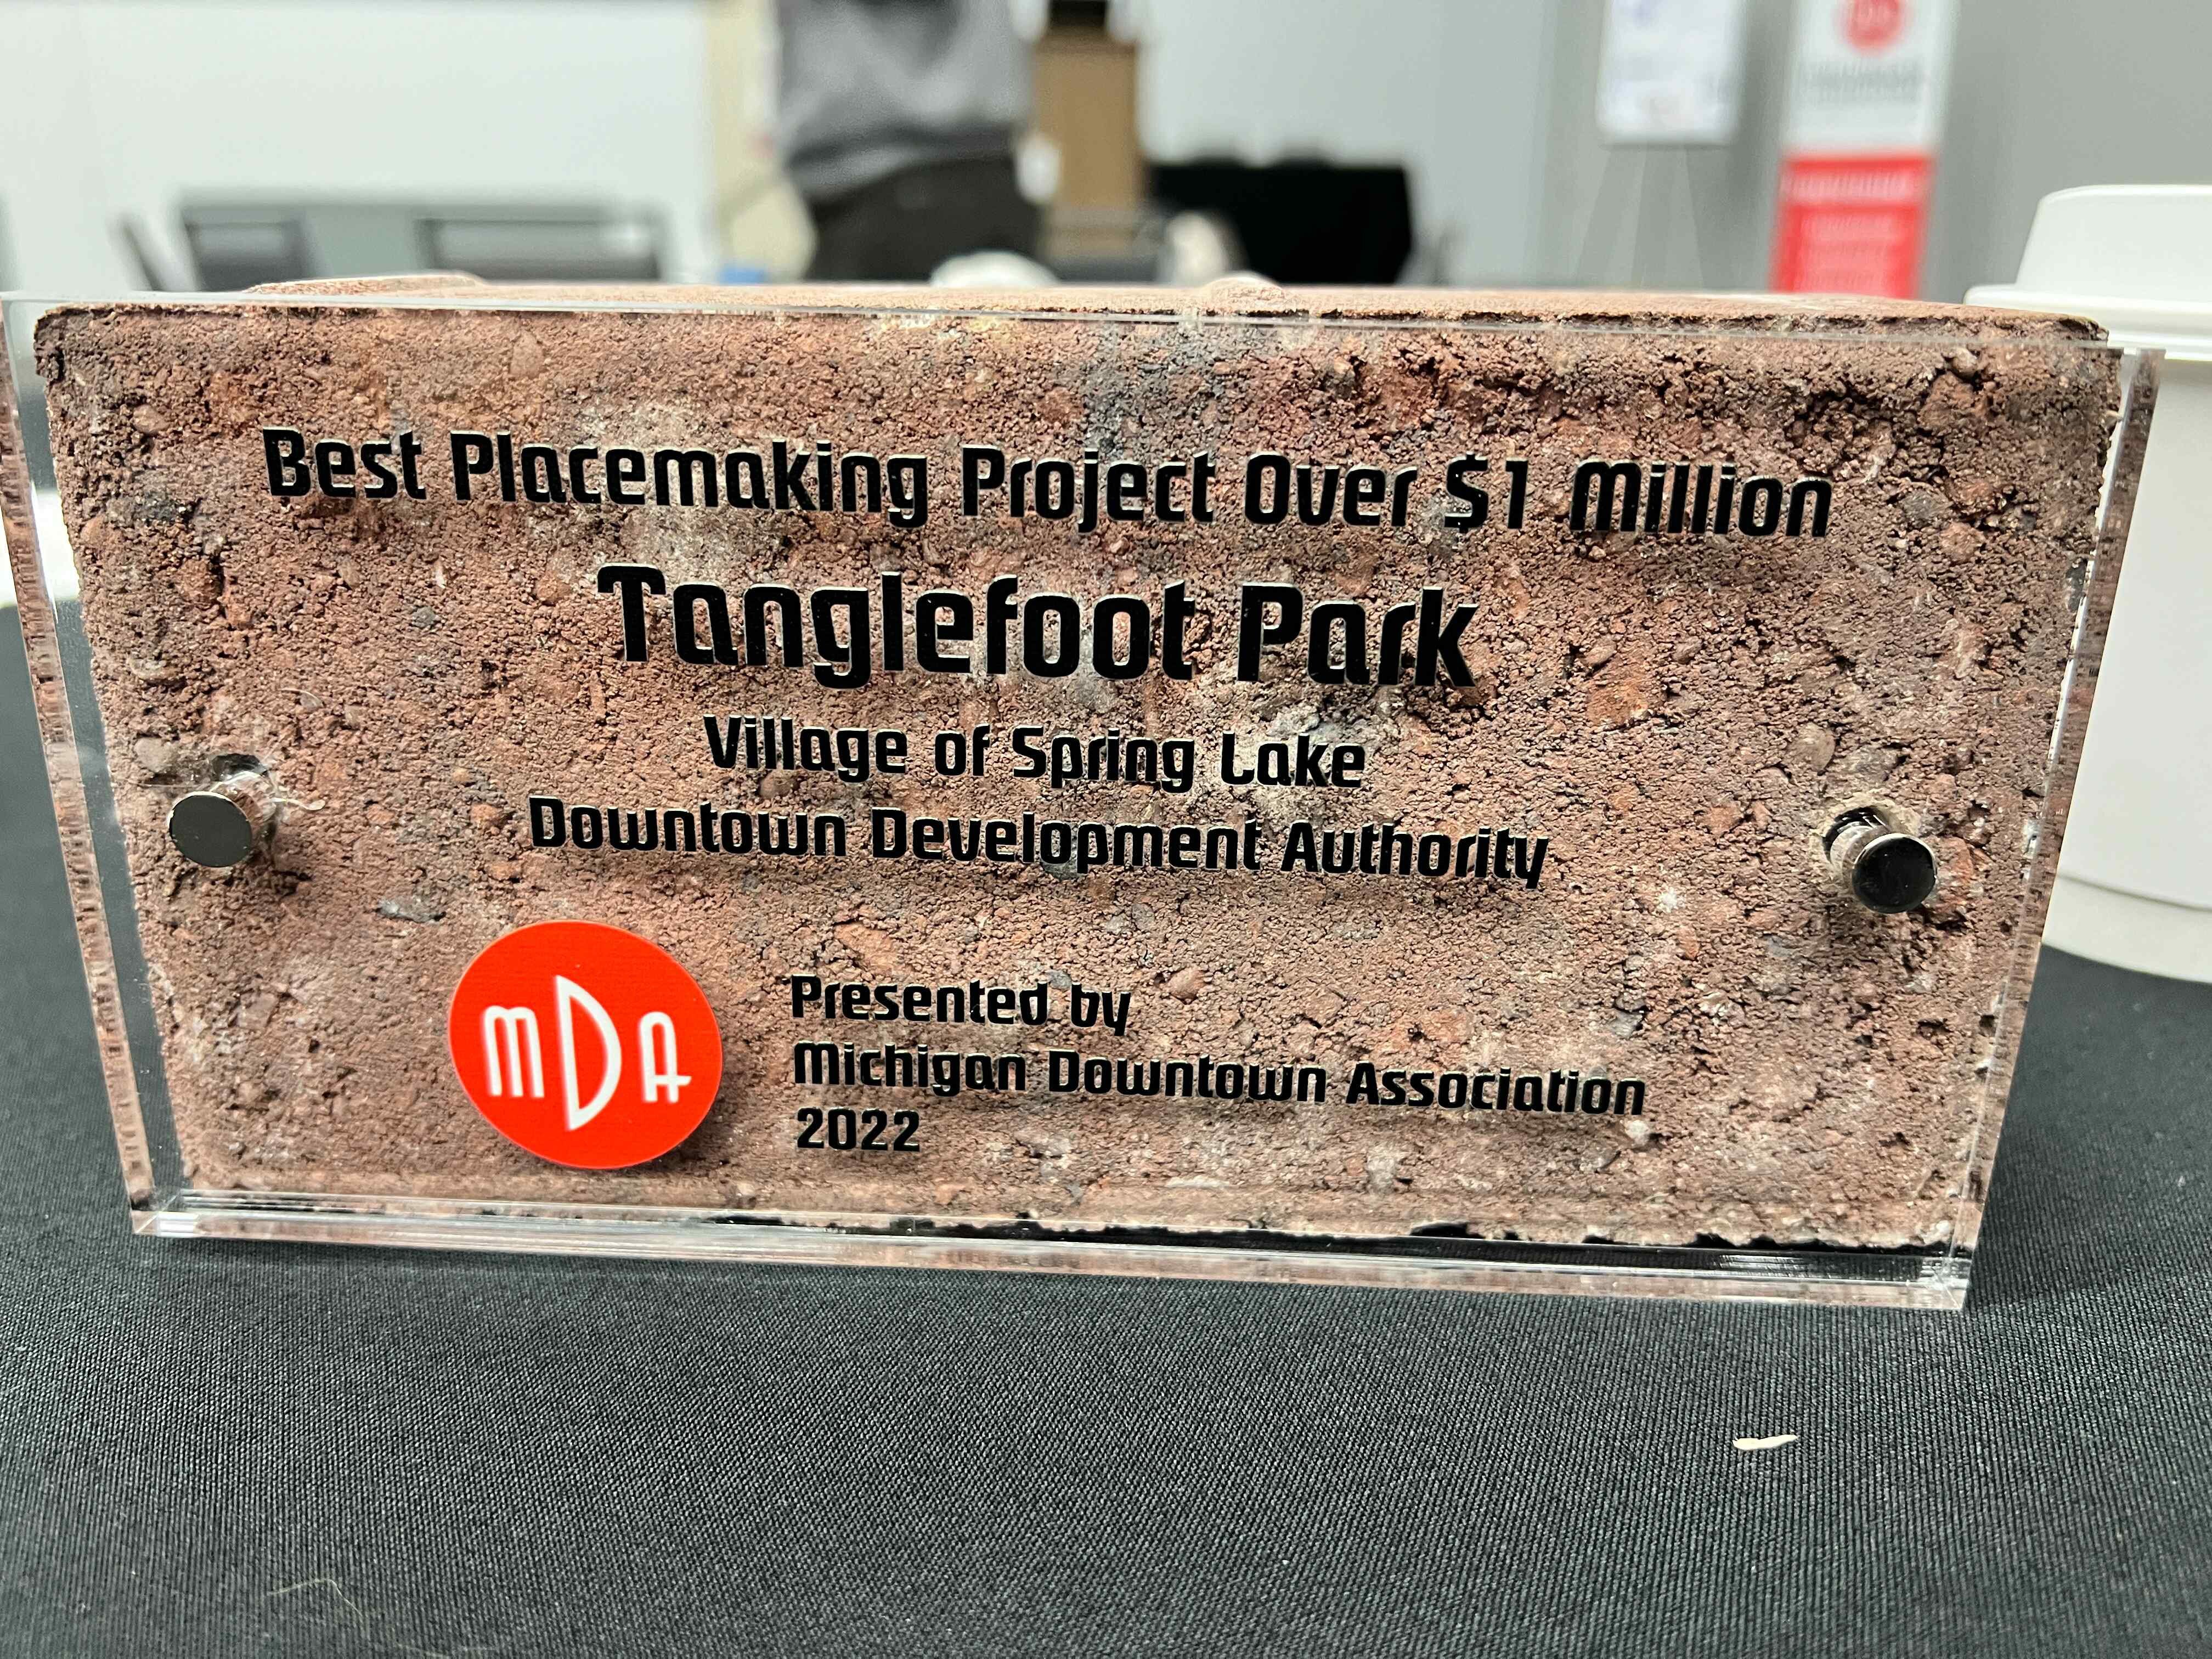 Best Placemaking Project Over $1 Million
Tanglefoot Park
Village of Spring Lake
Downtown Development Authority
MDA
Presented by
Michigan Downtown Association
2022